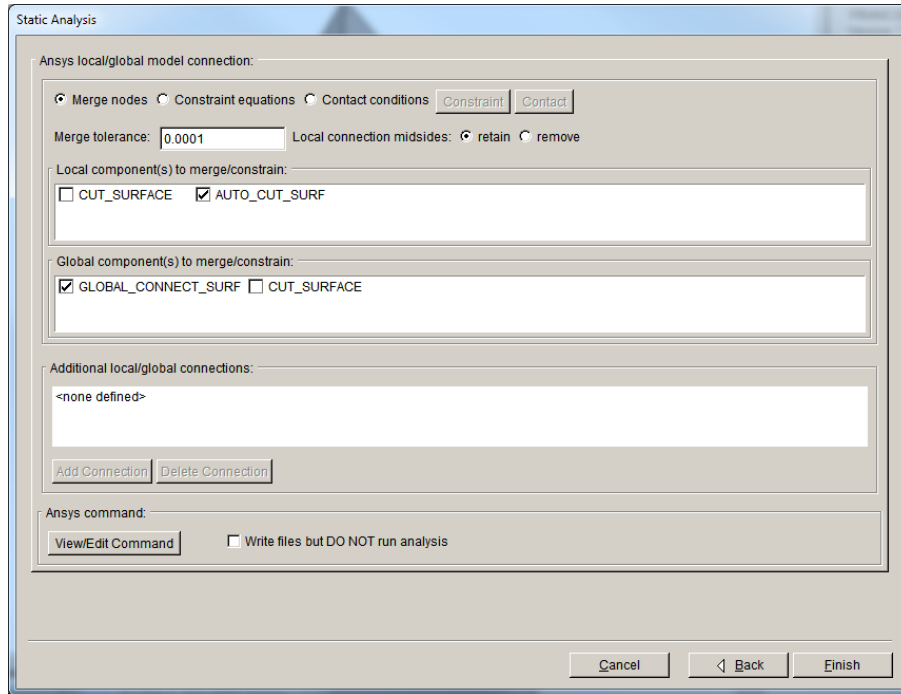 Static Analysis
Ansys local/global model connection:
Merge nodes Constraint equations Contact conditions Constraint Contact
Merge tolerance: 0.0001 Local connection midsides: retain remove
Local component(s) to merge/constrain:
CUT_SURFACE AUTO_CUT_SURF
Global component(s) to merge/constrain:
GLOBAL_CONNECT_SURF CUT_SURFACE
Additional local/global connections:
<none defined>
Add Connection Delete Connection
Ansys command:
View/Edit Command Write files but DO NOT run analysis
Cancel Back Finish